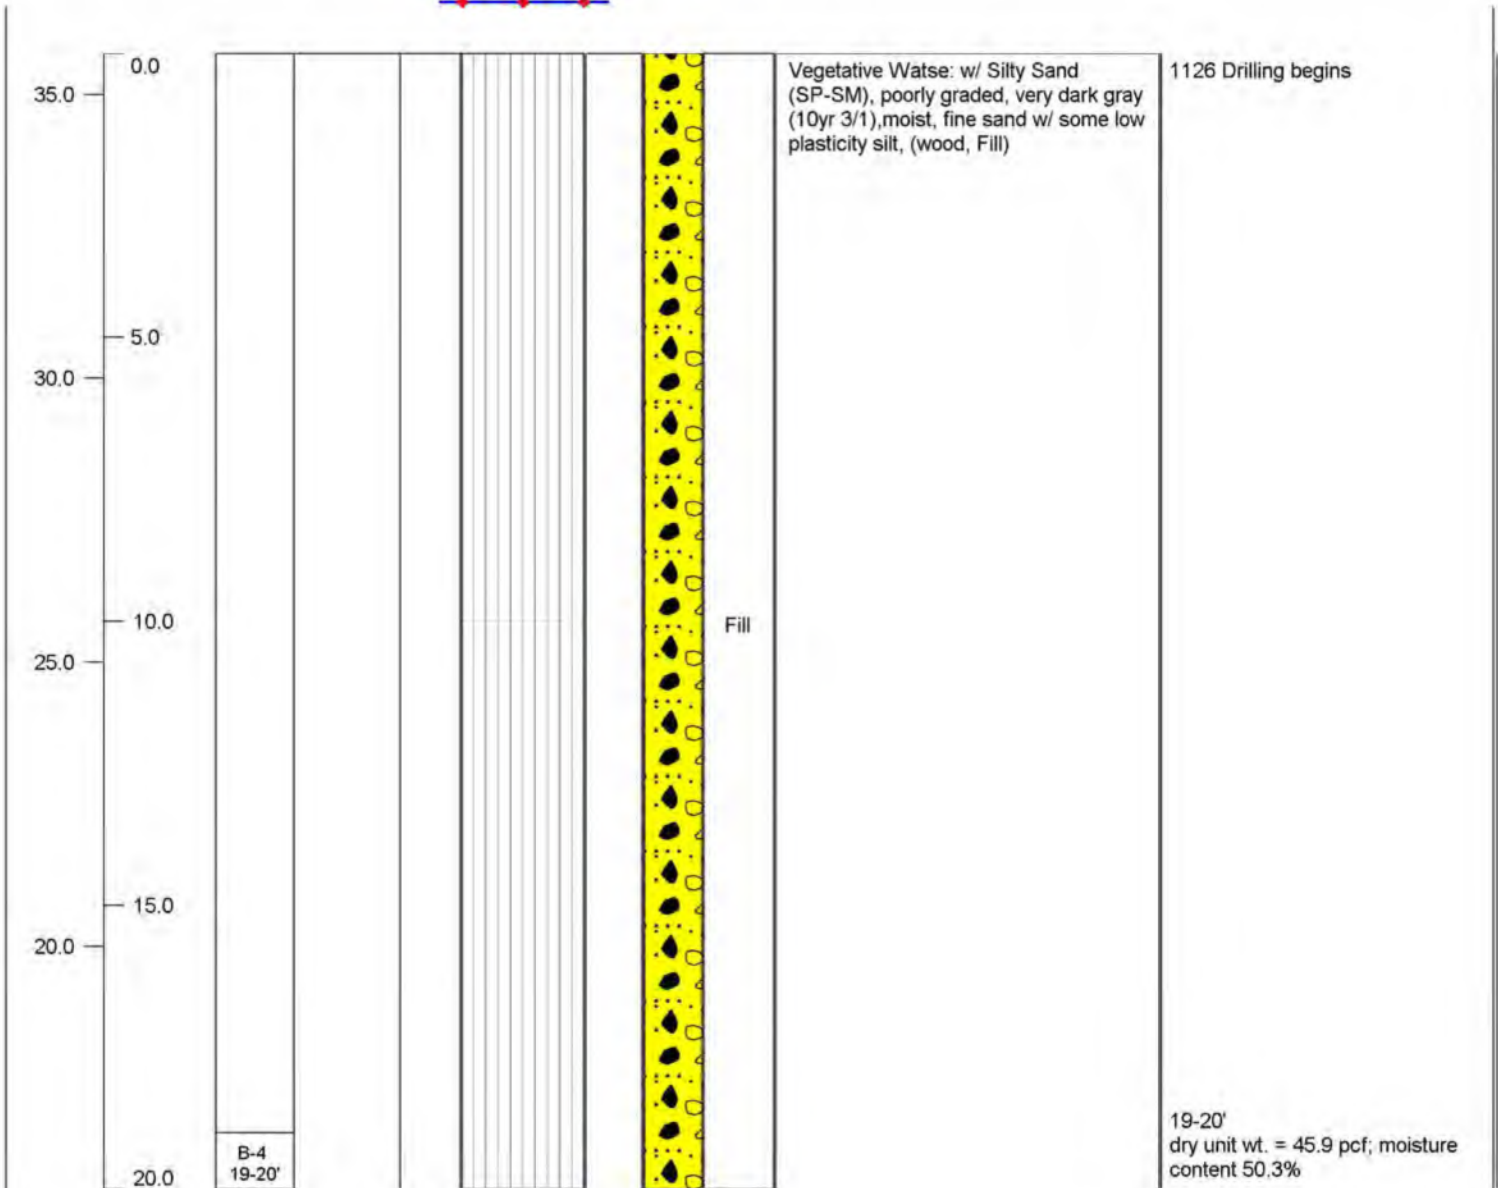 0.0
35.0
5.0
30.0
10.0
25.0
15.0
20.0
20.0
B-4
19-20'
Fill
Vegetative Watse: w/ Silty Sand
(SP-SM), poorly graded, very dark gray
(10yr 3/1),moist, fine sand w/ some low
plasticity silt, (wood, Fill)
1126 Drilling begins
19-20'
dry unit wt. = 45.9 pcf; moisture
content 50.3%